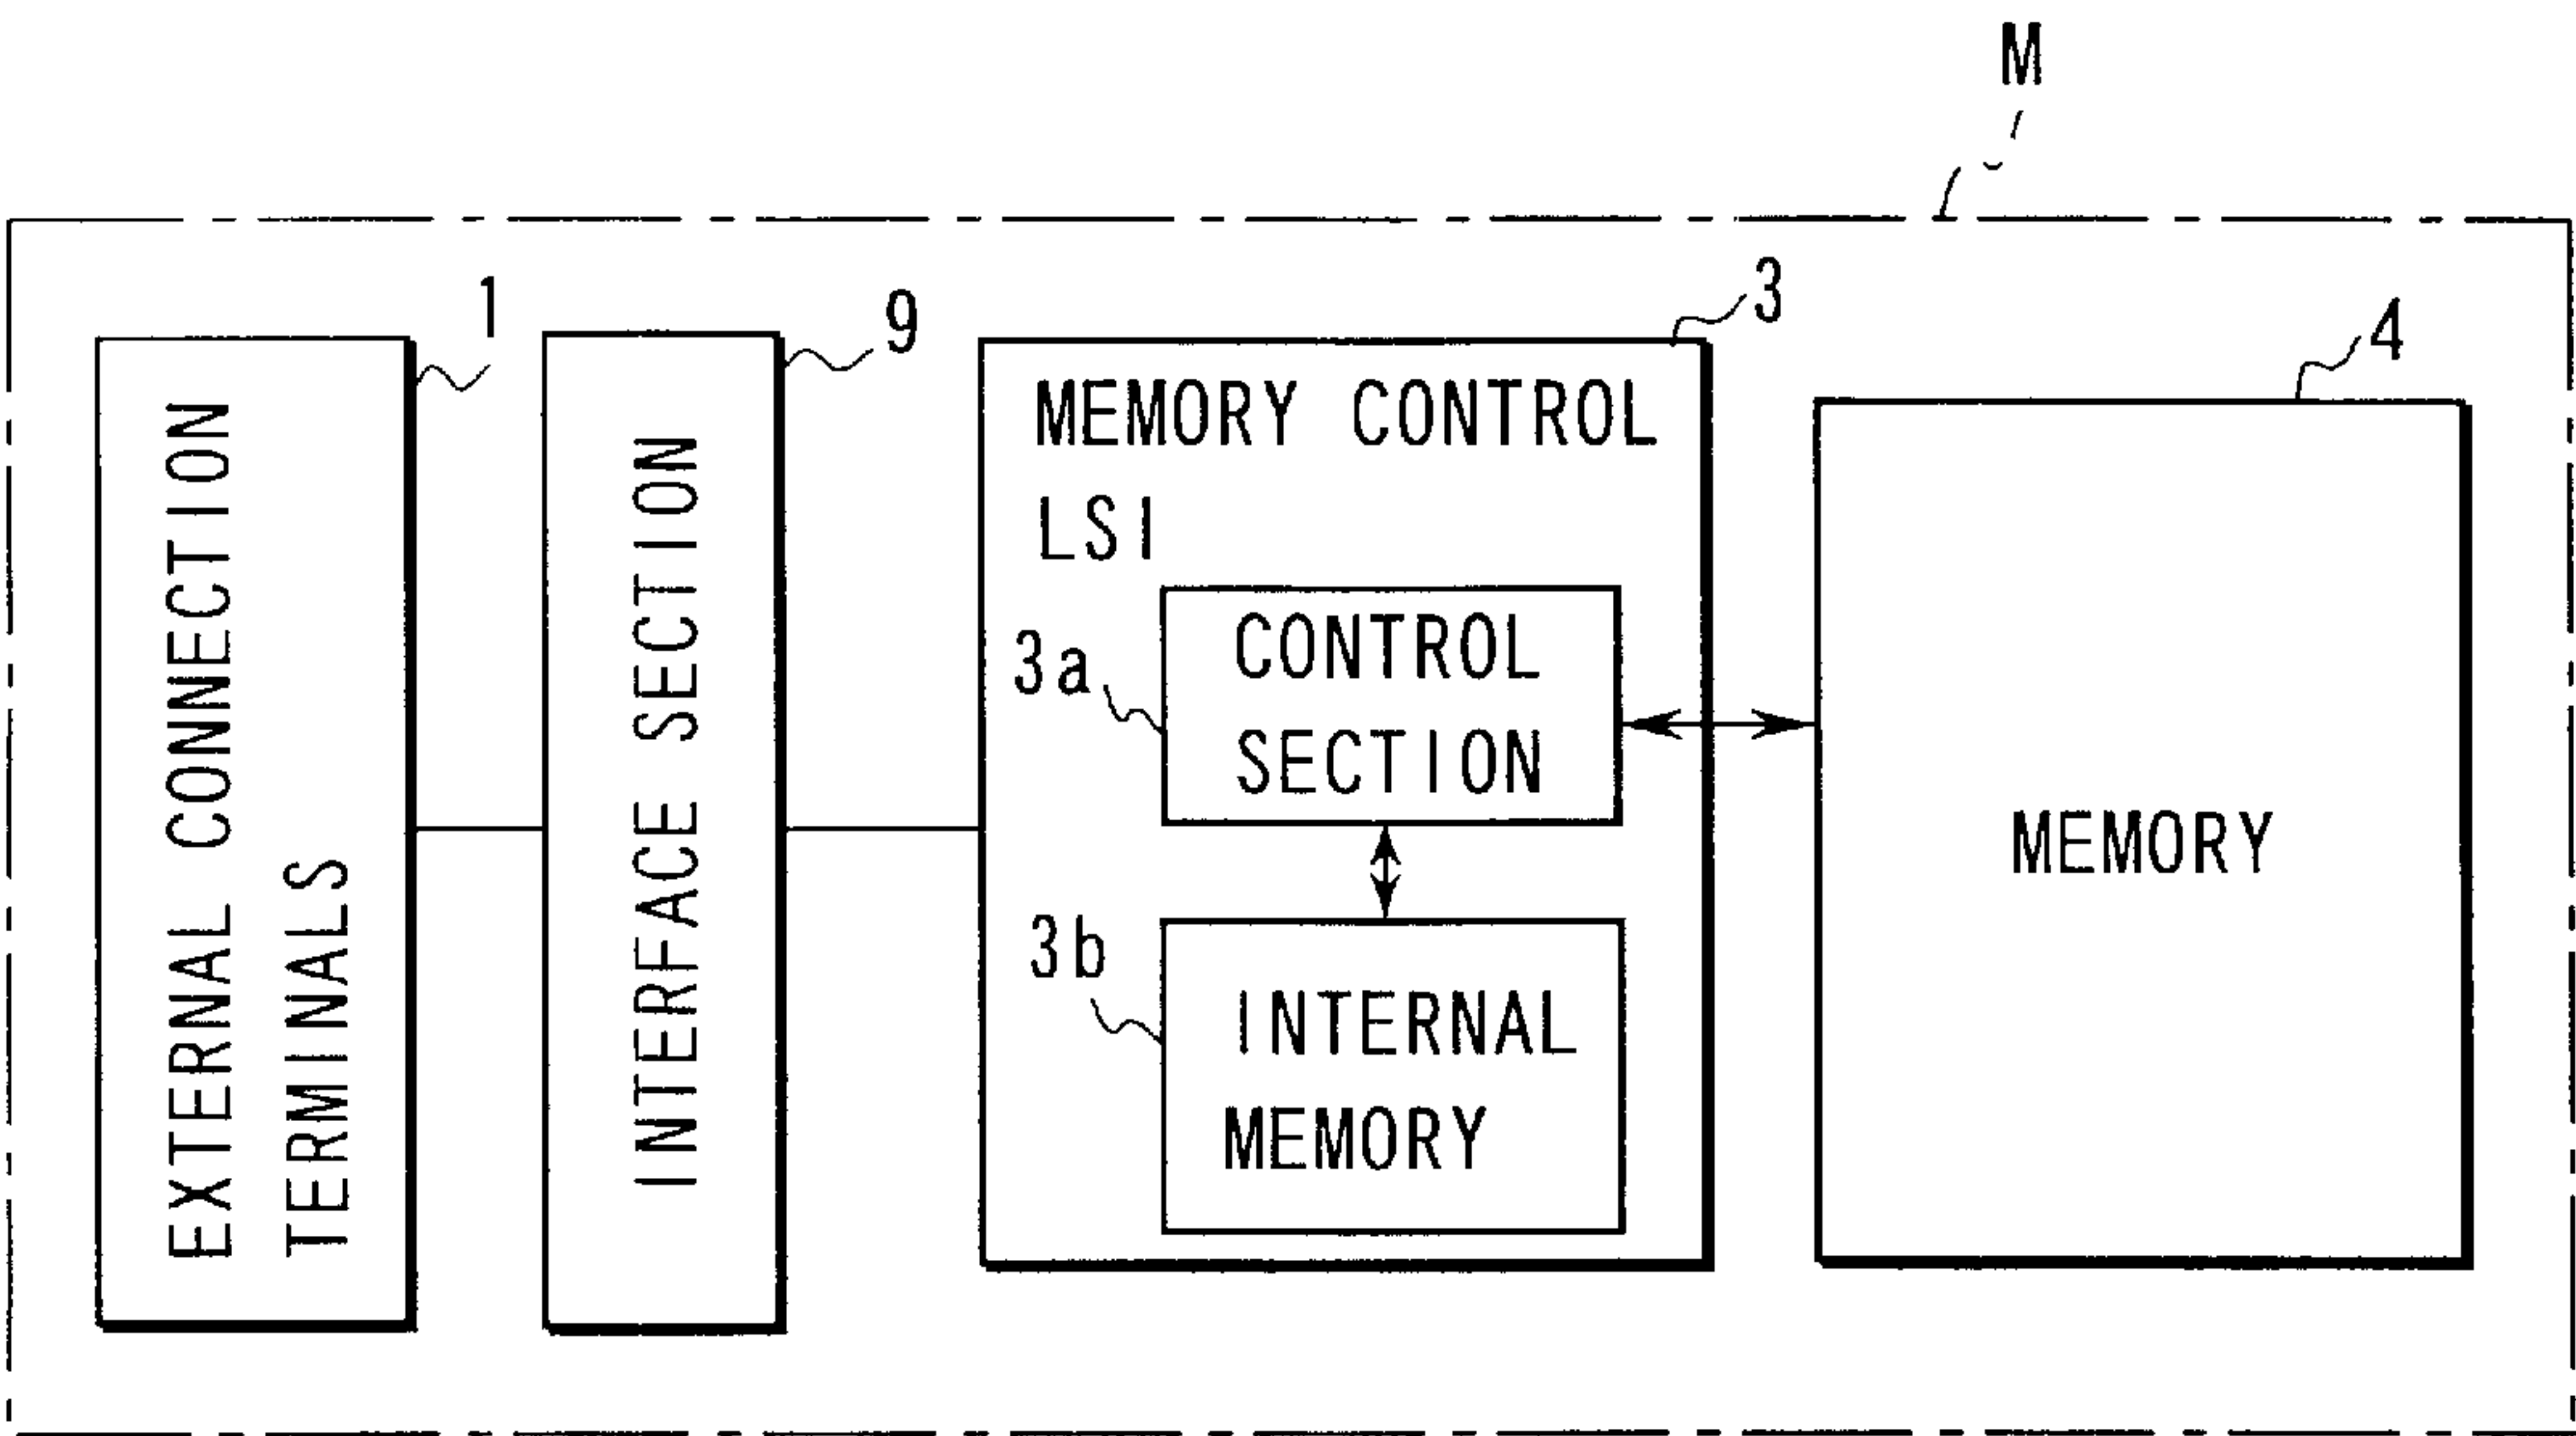 M
1
9
3
4
EXTERNAL CONNECTION
TERMINALS
INTERFACE SECTION
MEMORY CONTROL
LSI
3a
CONTROL
SECTION
3b
INTERNAL
MEMORY
MEMORY